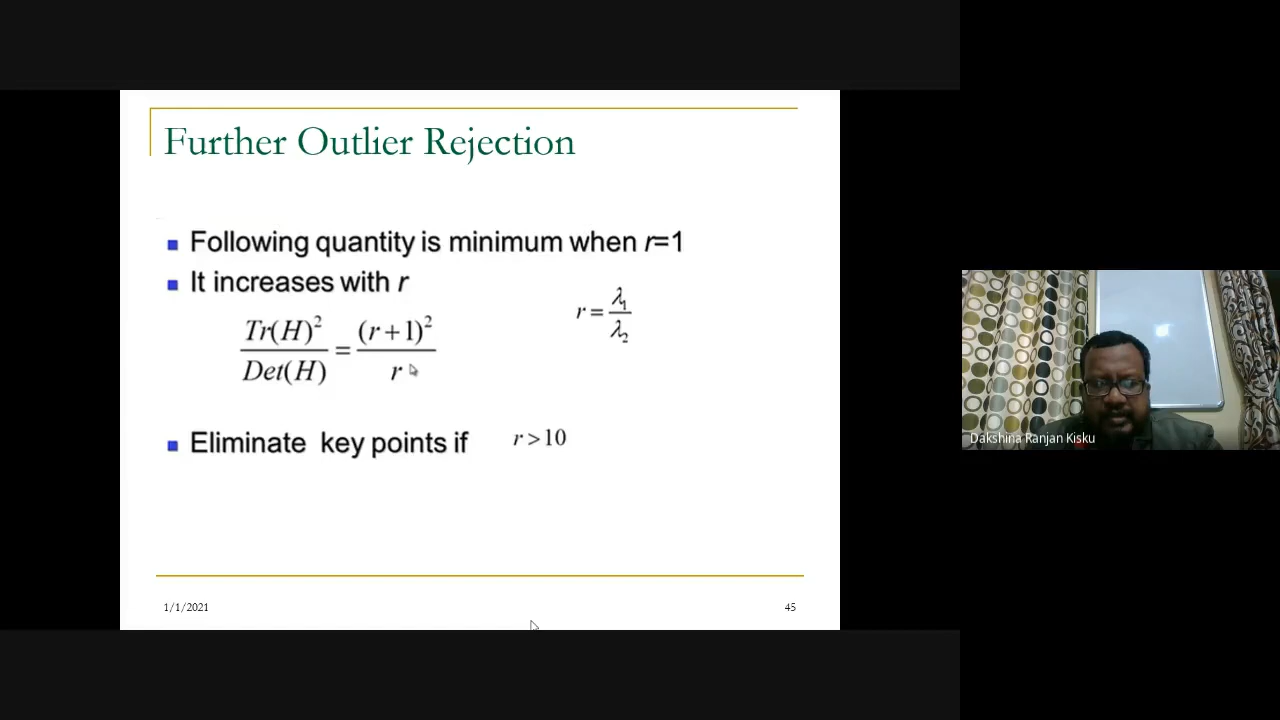 Further Outlier Rejection
Following quantity is minimum when r=1
It increases with r
Tr(H)² / Det(H) = (r+1)² / r
r = λ₁ / λ₂
Eliminate key points if r > 10
1/1/2021
45
Dakshina Ranjan Kisku